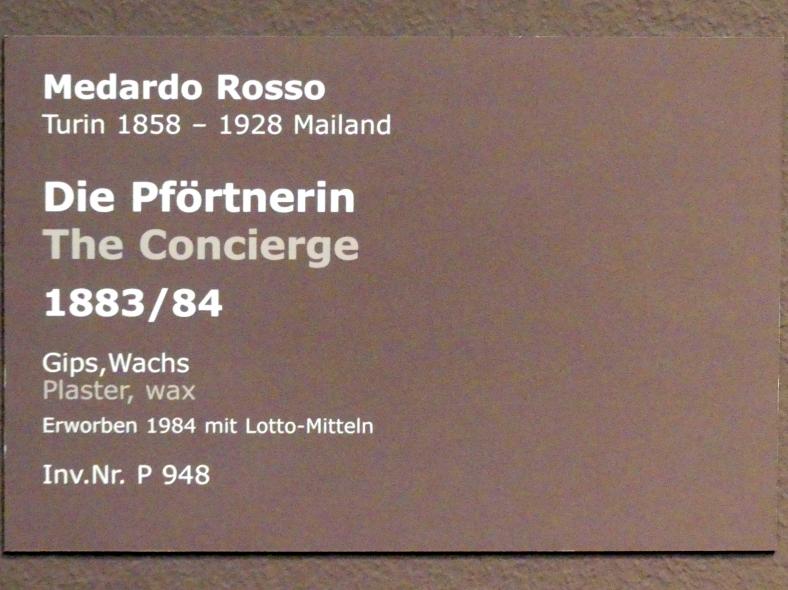 Medardo Rosso
Turin 1858 – 1928 Mailand
Die Pförtnerin
The Concierge
1883/84
Gips,Wachs
Plaster, wax
Erworben 1984 mit Lotto-Mitteln
Inv.Nr. P 948